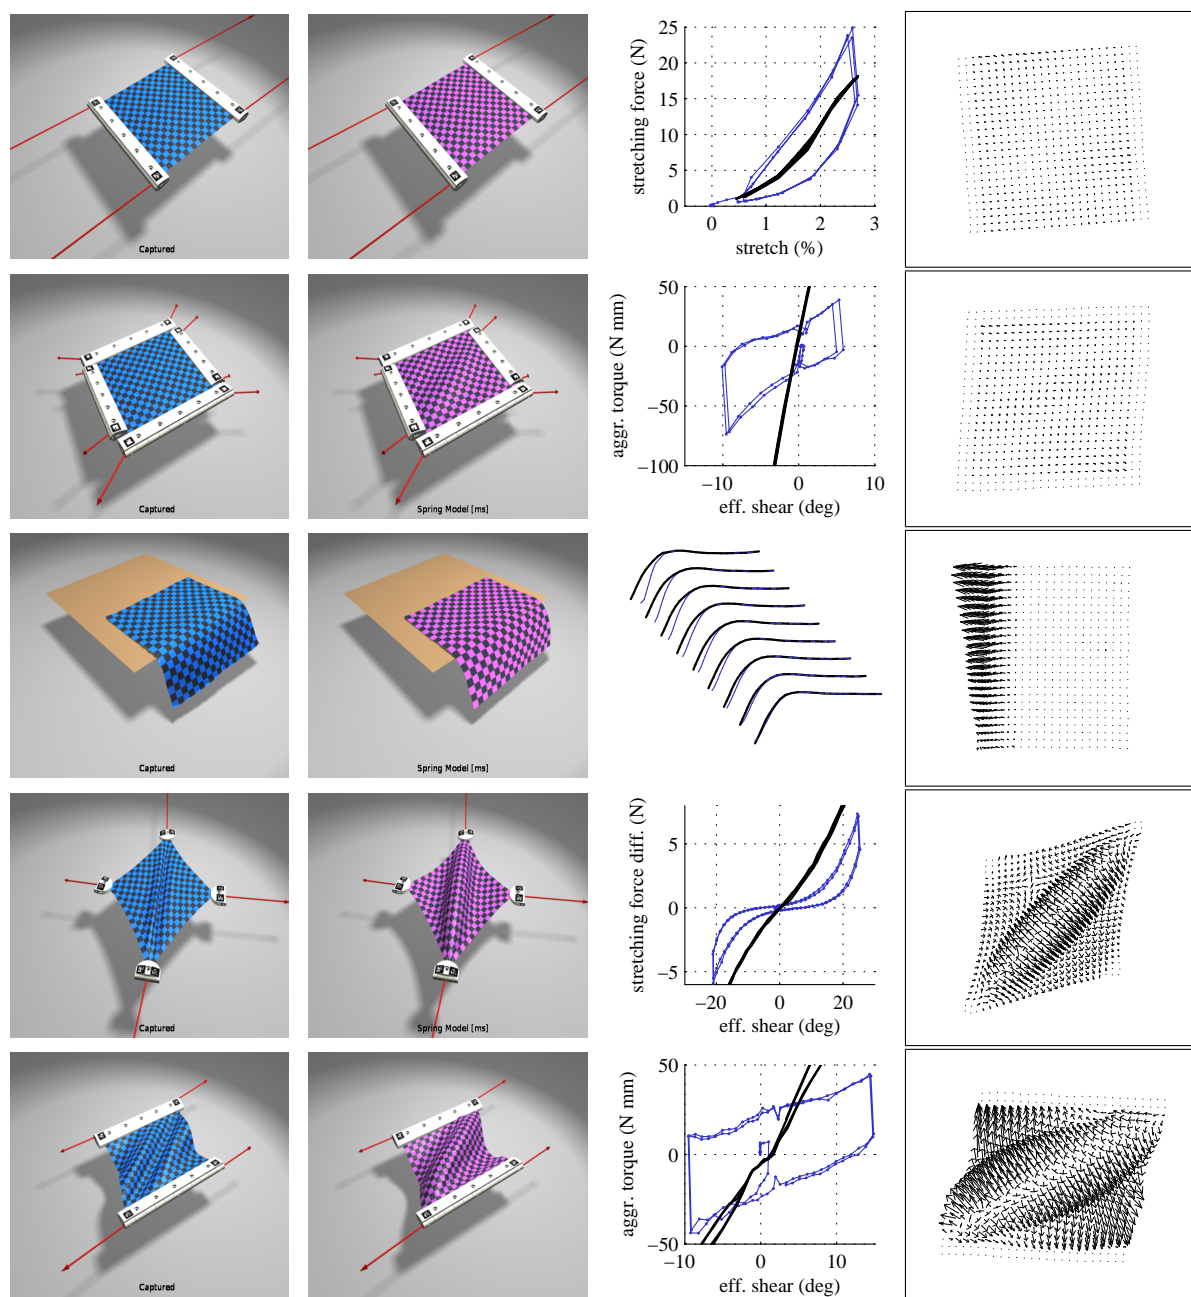 Captured
stretching force (N)
25
20
15
10
5
0
0 1 2 3
stretch (%)
Captured
Spring Model [ms]
aggr. torque (N mm)
50
0
−50
−100
−10 0 10
eff. shear (deg)
Captured
Spring Model [ms]
Captured
Spring Model [ms]
stretching force diff. (N)
5
0
−5
−20 0 20
eff. shear (deg)
Captured
aggr. torque (N mm)
50
0
−50
−10 0 10
eff. shear (deg)